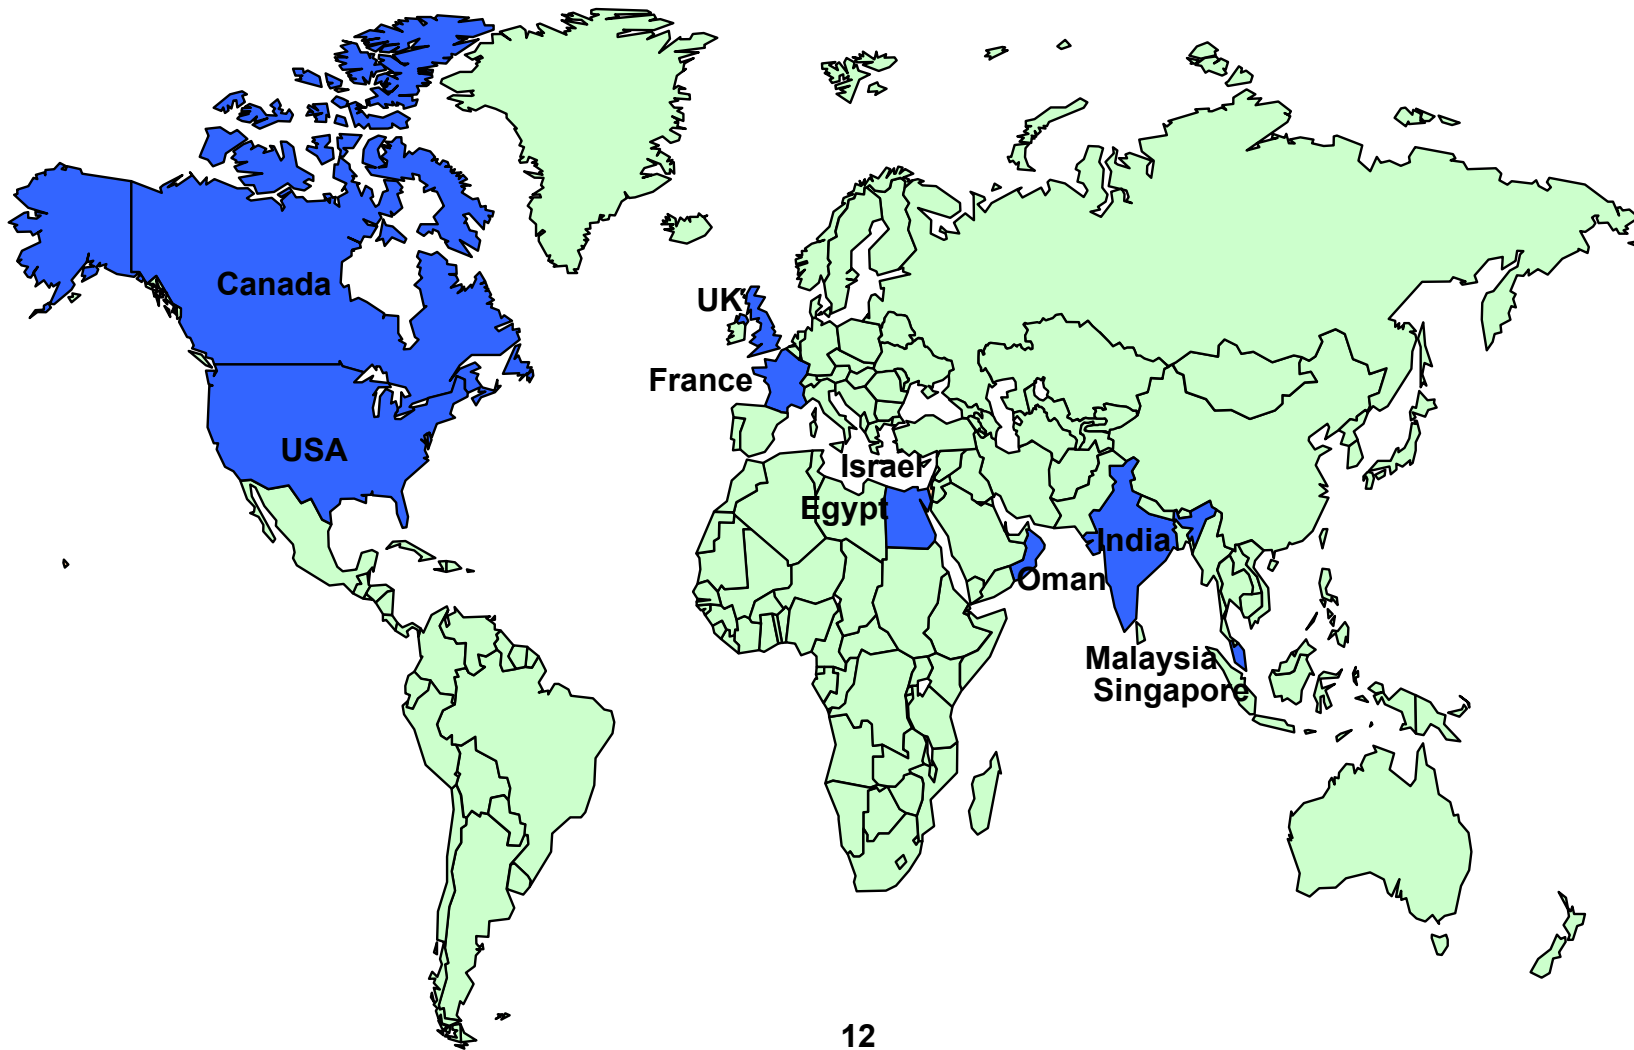 Canada
UK
France
USA
Israel
Egypt
India
Oman
Malaysia
Singapore
12